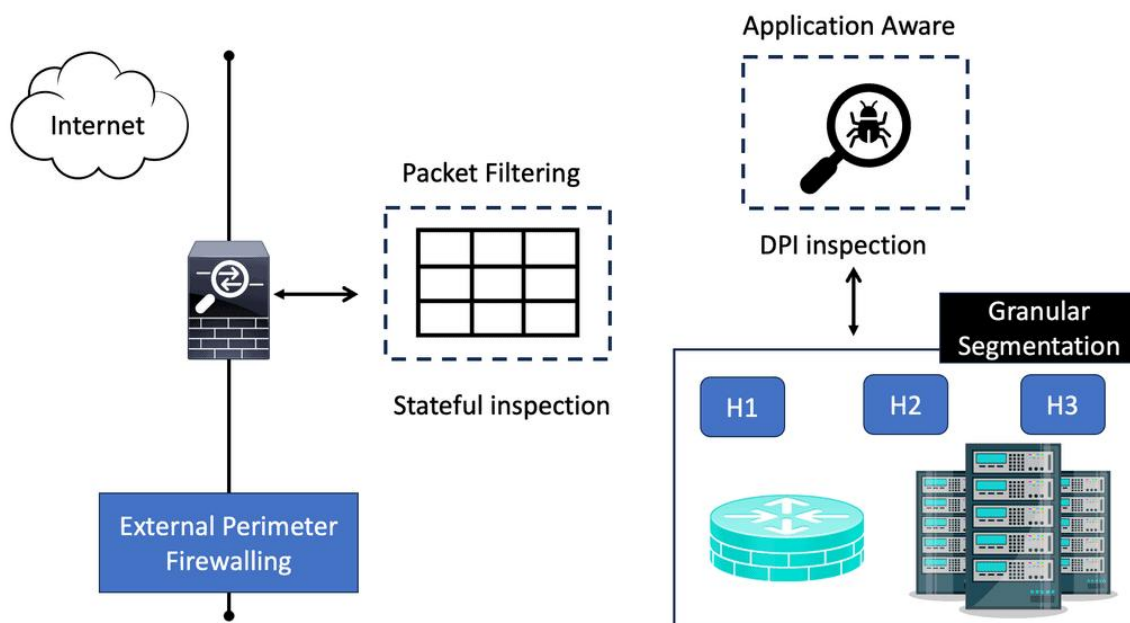 Application Aware
Internet
Packet Filtering
DPI inspection
Granular
Segmentation
Stateful inspection
H1
H2
H3
External Perimeter
Firewalling